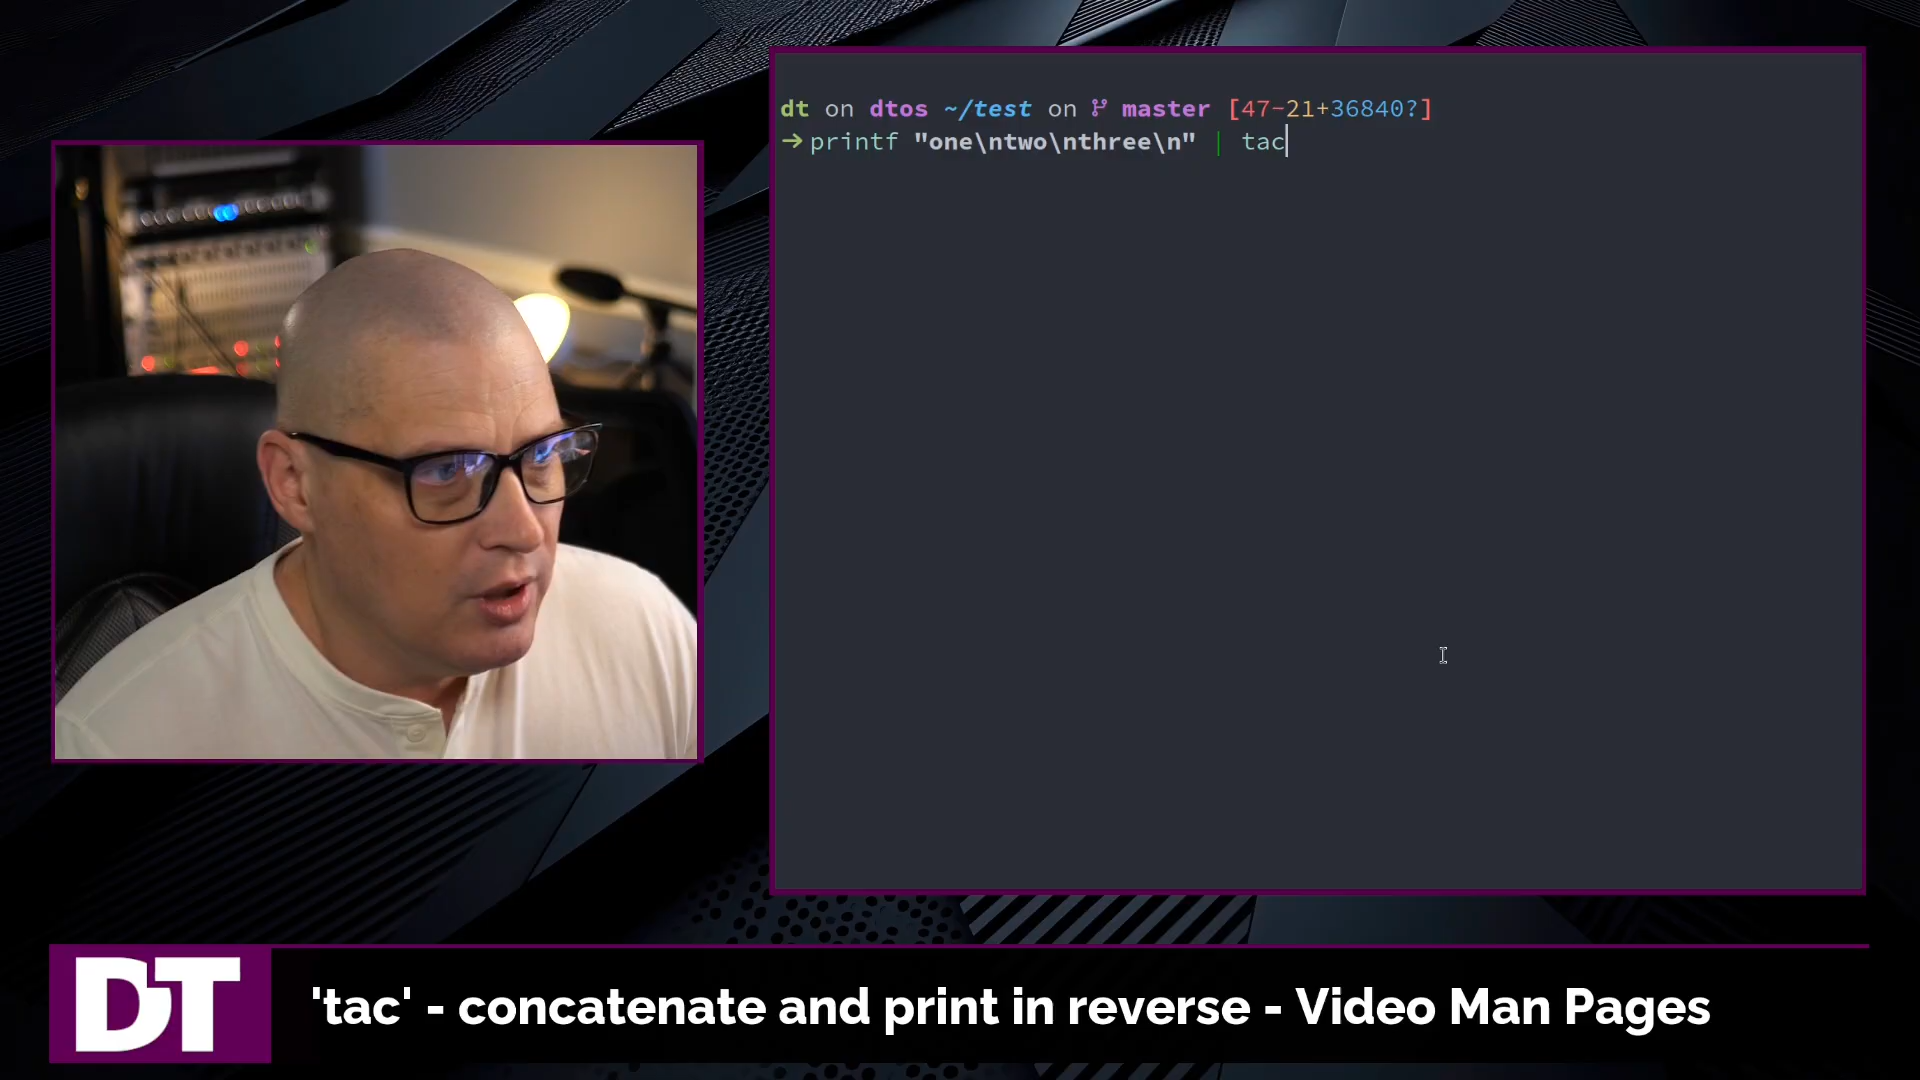 dt on dtos ~/test on master [47-21+36840?]
→ printf "one\ntwo\nthree\n" | tac
DT
'tac' - concatenate and print in reverse - Video Man Pages